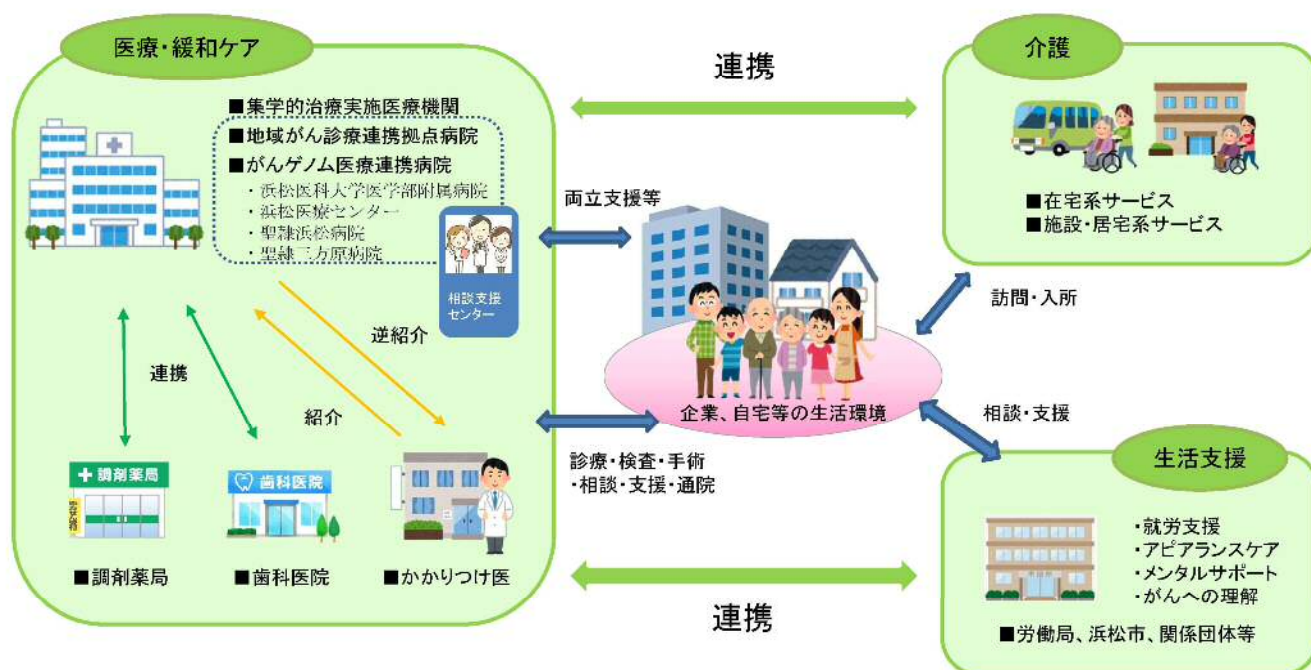 医療・緩和ケア
■集学的治療実施医療機関
■地域がん診療連携拠点病院
■がんゲノム医療連携病院
・浜松医科大学医学部附属病院
・浜松医療センター
・聖隷浜松病院
・聖隷三方原病院
相談支援
センター
逆紹介
連携
紹介
調剤薬局
歯科医院
■調剤薬局
■歯科医院
■かかりつけ医
連携
両立支援等
企業、自宅等の生活環境
診療・検査・手術
・相談・支援・通院
連携
介護
■在宅系サービス
■施設・居宅系サービス
訪問・入所
相談・支援
生活支援
・就労支援
・アピアランスケア
・メンタルサポート
・がんへの理解
■労働局、浜松市、関係団体等